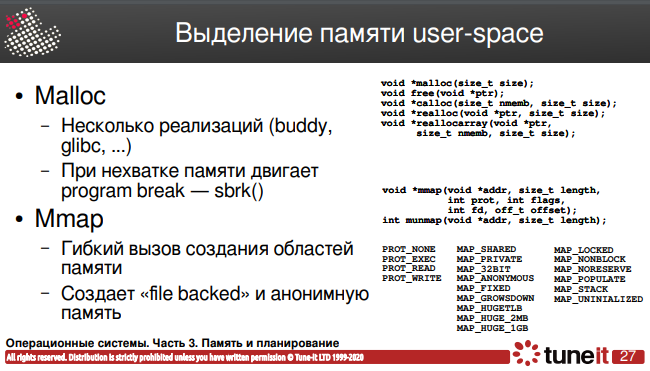 Выделение памяти user-space
• Malloc
– Несколько реализаций (buddy,
glibc, ...)
– При нехватке памяти двигает
program break — sbrk()
• Mmap
– Гибкий вызов создания областей
памяти
– Создает «file backed» и анонимную
память
void *malloc(size_t size);
void free(void *ptr);
void *calloc(size_t nmemb, size_t size);
void *realloc(void *ptr, size_t size);
void *reallocarray(void *ptr,
size_t nmemb, size_t size);
void *mmap(void *addr, size_t length,
int prot, int flags,
int fd, off_t offset);
int munmap(void *addr, size_t length);
PROT_NONE
PROT_EXEC
PROT_READ
PROT_WRITE
MAP_SHARED
MAP_PRIVATE
MAP_32BIT
MAP_ANONYMOUS
MAP_FIXED
MAP_GROWSDOWN
MAP_HUGETLB
MAP_HUGE_2MB
MAP_HUGE_1GB
MAP_LOCKED
MAP_NONBLOCK
MAP_NORESERVE
MAP_POPULATE
MAP_STACK
MAP_UNINIALIZED
Операционные системы. Часть 3. Память и планирование
All rights reserved. Distribution is strictly prohibited unless you have written permission © Tune-it LTD 1999-2020
tuneit
27